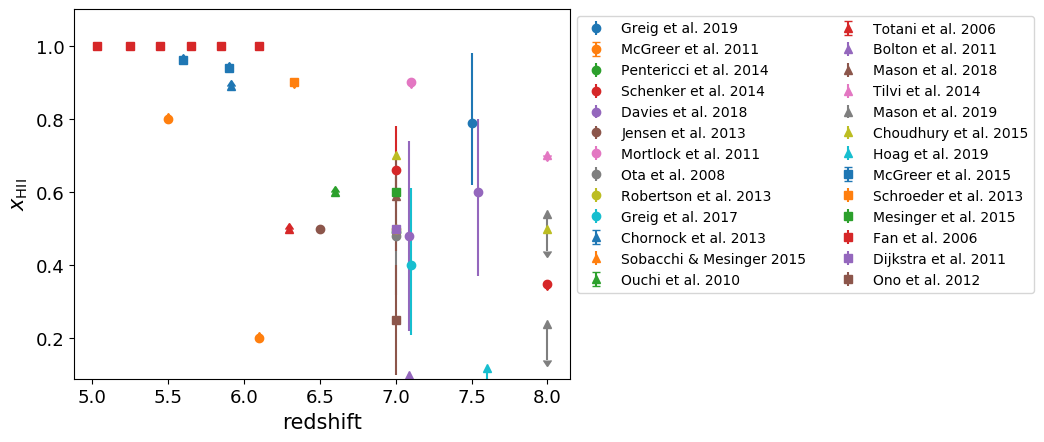 1.0
0.8
0.6
0.4
0.2
xHII
5.0 5.5 6.0 6.5 7.0 7.5 8.0
redshift
Greig et al. 2019
McGreer et al. 2011
Pentericci et al. 2014
Schenker et al. 2014
Davies et al. 2018
Jensen et al. 2013
Mortlock et al. 2011
Ota et al. 2008
Robertson et al. 2013
Greig et al. 2017
Chornock et al. 2013
Sobacchi & Mesinger 2015
Ouchi et al. 2010
Totani et al. 2006
Bolton et al. 2011
Mason et al. 2018
Tilvi et al. 2014
Mason et al. 2019
Choudhury et al. 2015
Hoag et al. 2019
McGreer et al. 2015
Schroeder et al. 2013
Mesinger et al. 2015
Fan et al. 2006
Dijkstra et al. 2011
Ono et al. 2012